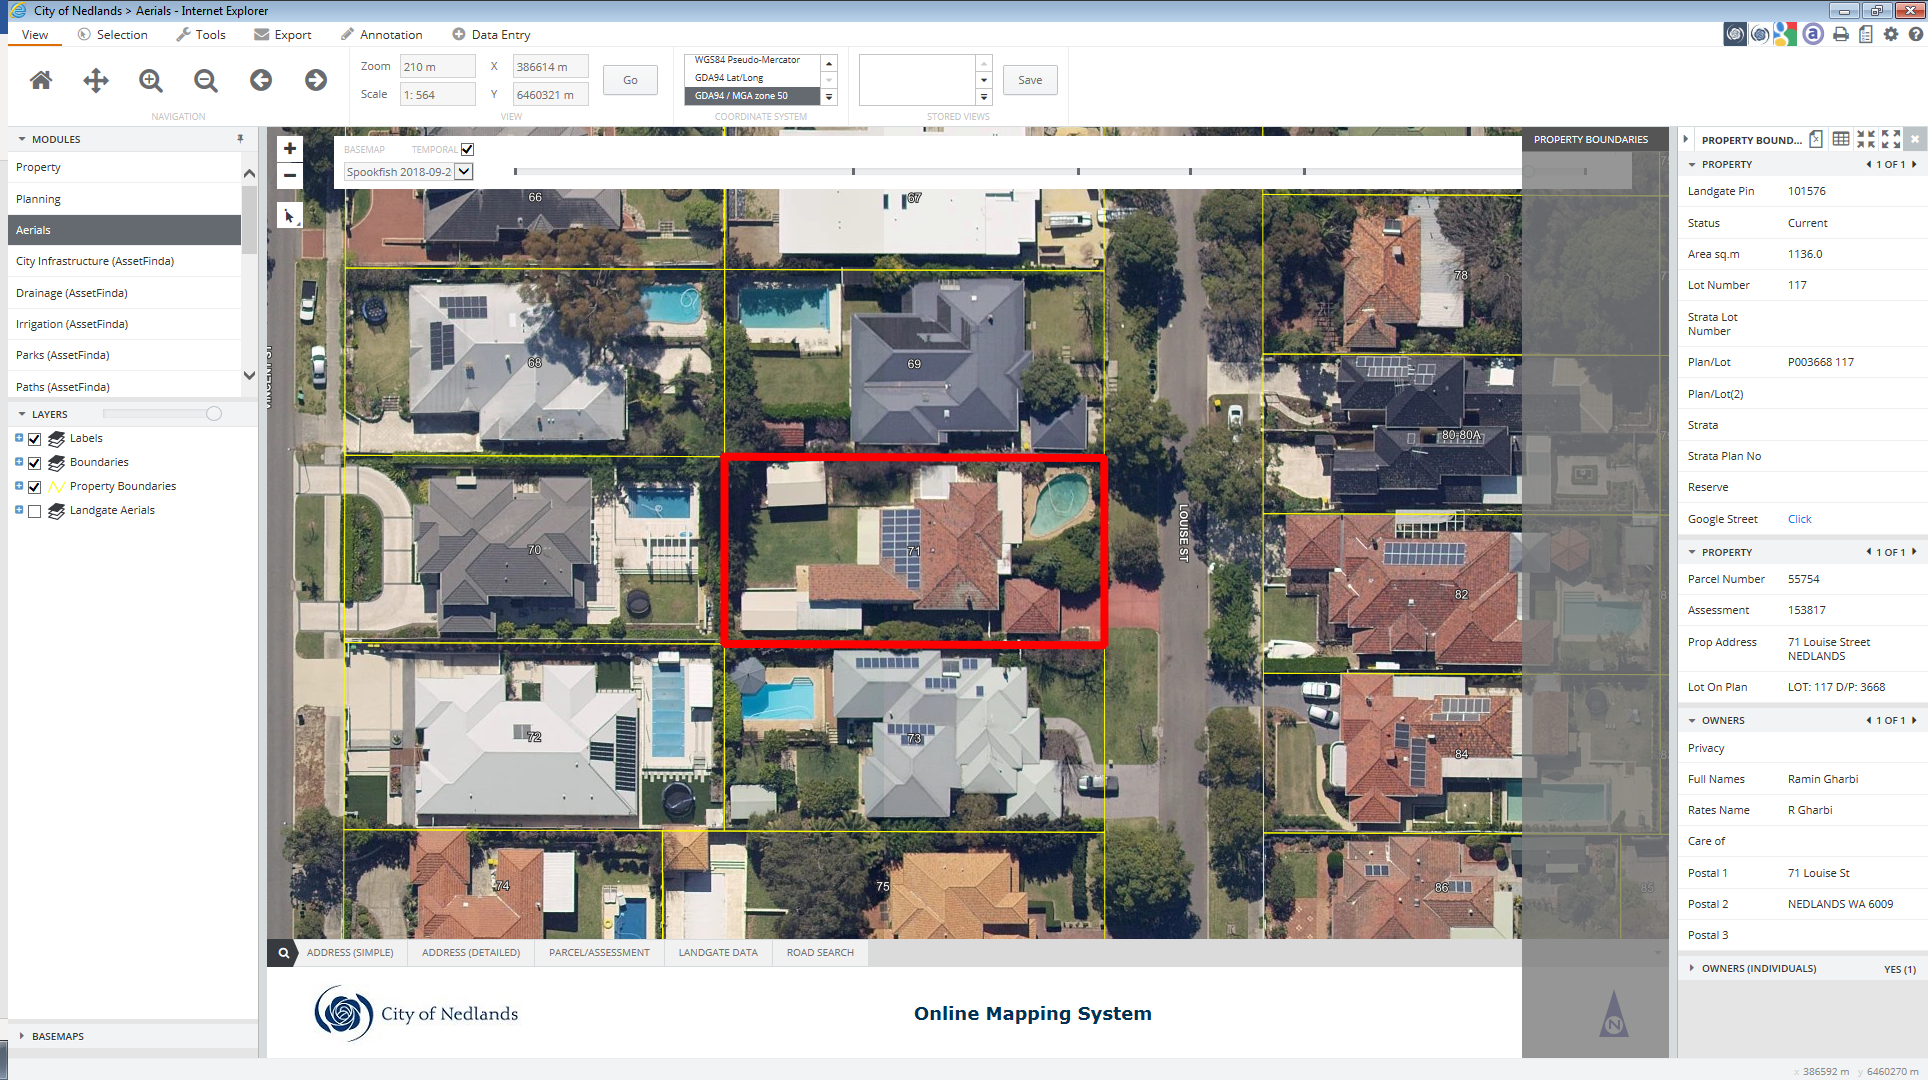 City of Nedlands > Aerials - Internet Explorer
View
Selection
Tools
Export
Annotation
Data Entry
Zoom
210 m
X
386614 m
Go
Scale
1: 564
Y
6460321 m
WGS84 Pseudo-Mercator
GDA94 Lat/Long
GDA94 / MGA zone 50
Save
NAVIGATION
VIEW
COORDINATE SYSTEM
STORED VIEWS
MODULES
Property
Planning
Aerials
City Infrastructure (AssetFinda)
Drainage (AssetFinda)
Irrigation (AssetFinda)
Parks (AssetFinda)
Paths (AssetFinda)
LAYERS
Labels
Boundaries
Property Boundaries
Landgate Aerials
BASEMAPS
BASEMAP
TEMPORAL
Spookfish 2018-09-2
PROPERTY BOUNDARIES
66
67
78
68
69
80-80A
LOUISE ST
70
71
82
72
73
84
74
75
86
85
ADDRESS (SIMPLE)
ADDRESS (DETAILED)
PARCEL/ASSESSMENT
LANDGATE DATA
ROAD SEARCH
City of Nedlands
Online Mapping System
N
PROPERTY BOUND...
PROPERTY
1 OF 1
Landgate Pin 101576
Status Current
Area sq.m 1136.0
Lot Number 117
Strata Lot
Number
Plan/Lot P003668 117
Plan/Lot(2)
Strata
Strata Plan No
Reserve
Google Street Click
PROPERTY
1 OF 1
Parcel Number 55754
Assessment 153817
Prop Address 71 Louise Street
NEDLANDS
Lot On Plan LOT: 117 D/P: 3668
OWNERS
1 OF 1
Privacy
Full Names Ramin Gharbi
Rates Name R Gharbi
Care of
Postal 1 71 Louise St
Postal 2 NEDLANDS WA 6009
Postal 3
OWNERS (INDIVIDUALS) YES (1)
x 386592 m y 6460270 m